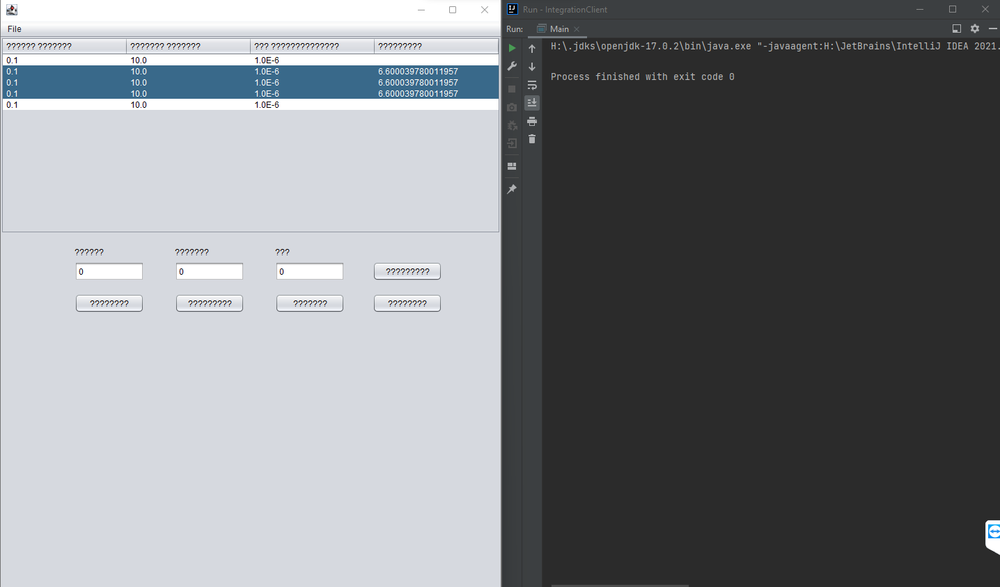 File
?????? ??????? ??????? ??????? ??? ?????????????? ?????????
0.1 10.0 1.0E-6
0.1 10.0 1.0E-6 6.600039780011957
0.1 10.0 1.0E-6 6.600039780011957
0.1 10.0 1.0E-6 6.600039780011957
0.1 10.0 1.0E-6
?????? ??????? ???
0 0 0 ?????????
???????? ????????? ??????? ????????
Run - IntegrationClient
Run: Main
H:\.jdks\openjdk-17.0.2\bin\java.exe "-javaagent:H:\JetBrains\IntelliJ IDEA 2021.
Process finished with exit code 0